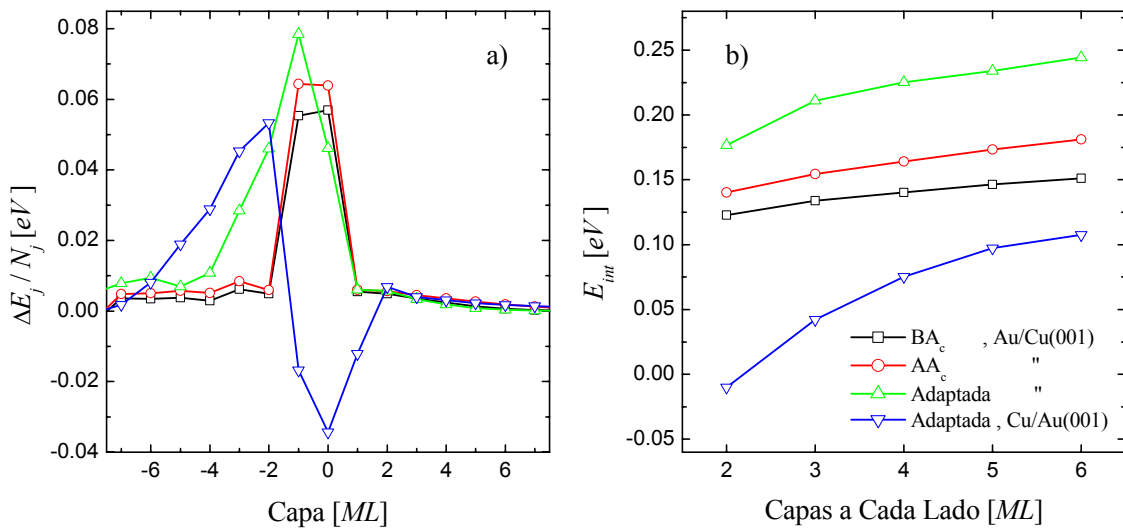 a)
ΔE_j / N_j [eV]
0.08
0.06
0.04
0.02
0.00
-0.02
-0.04
-6 -4 -2 0 2 4 6
Capa [ML]
b)
E_int [eV]
0.25
0.20
0.15
0.10
0.05
0.00
-0.05
BA_c , Au/Cu(001)
AA_c "
Adaptada "
Adaptada , Cu/Au(001)
2 3 4 5 6
Capas a Cada Lado [ML]